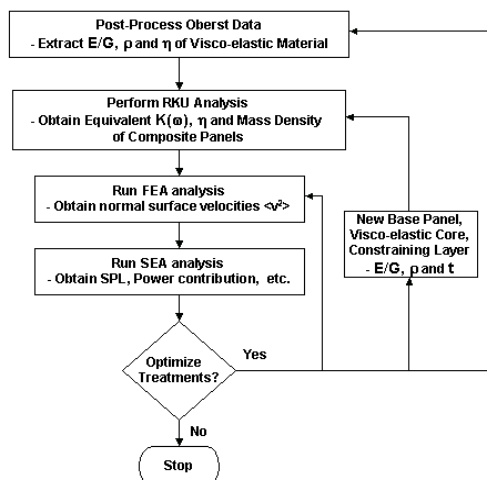 Post-Process Oberst Data
- Extract E/G, ρ and η of Visco-elastic Material
Perform RKU Analysis
- Obtain Equivalent K(ω), η and Mass Density
of Composite Panels
Run FEA analysis
- Obtain normal surface velocities <v²>
New Base Panel,
Visco-elastic Core,
Constraining Layer
- E/G, ρ and t
Run SEA analysis
- Obtain SPL, Power contribution, etc.
Optimize
Treatments?
Yes
No
Stop